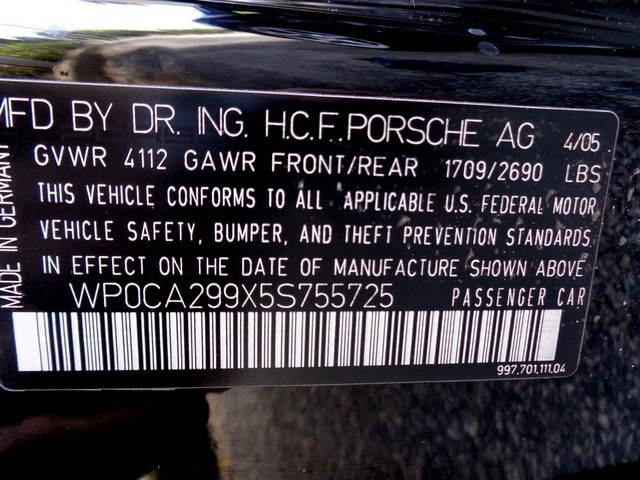 MFD BY DR. ING. H.C.F. PORSCHE AG 4/05
GVWR 4112 GAWR FRONT/REAR 1709/2690 LBS
THIS VEHICLE CONFORMS TO ALL APPLICABLE U.S. FEDERAL MOTOR
VEHICLE SAFETY, BUMPER, AND THEFT PREVENTION STANDARDS
IN EFFECT ON THE DATE OF MANUFACTURE SHOWN ABOVE
WP0CA299X5S755725 PASSENGER CAR
997.701.111.04
MADE IN GERMANY